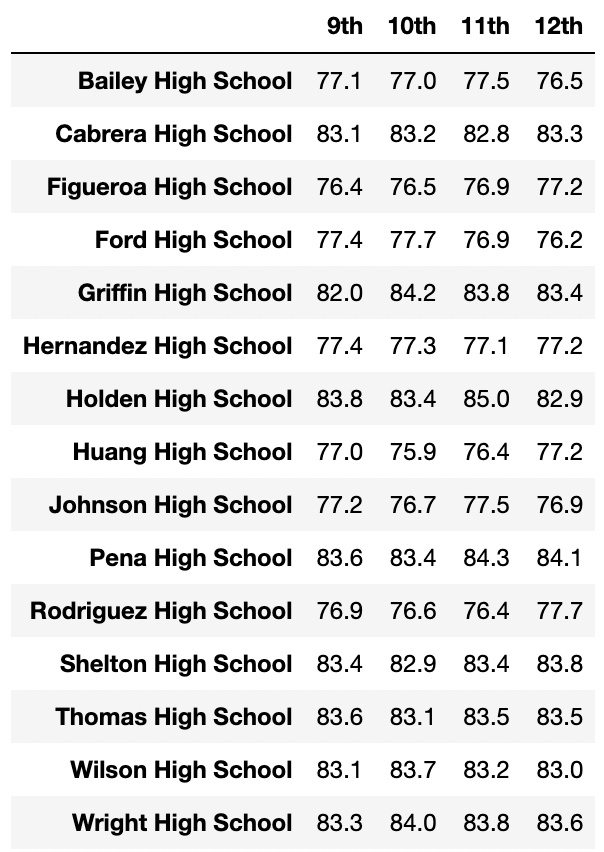 9th 10th 11th 12th
Bailey High School 77.1 77.0 77.5 76.5
Cabrera High School 83.1 83.2 82.8 83.3
Figueroa High School 76.4 76.5 76.9 77.2
Ford High School 77.4 77.7 76.9 76.2
Griffin High School 82.0 84.2 83.8 83.4
Hernandez High School 77.4 77.3 77.1 77.2
Holden High School 83.8 83.4 85.0 82.9
Huang High School 77.0 75.9 76.4 77.2
Johnson High School 77.2 76.7 77.5 76.9
Pena High School 83.6 83.4 84.3 84.1
Rodriguez High School 76.9 76.6 76.4 77.7
Shelton High School 83.4 82.9 83.4 83.8
Thomas High School 83.6 83.1 83.5 83.5
Wilson High School 83.1 83.7 83.2 83.0
Wright High School 83.3 84.0 83.8 83.6